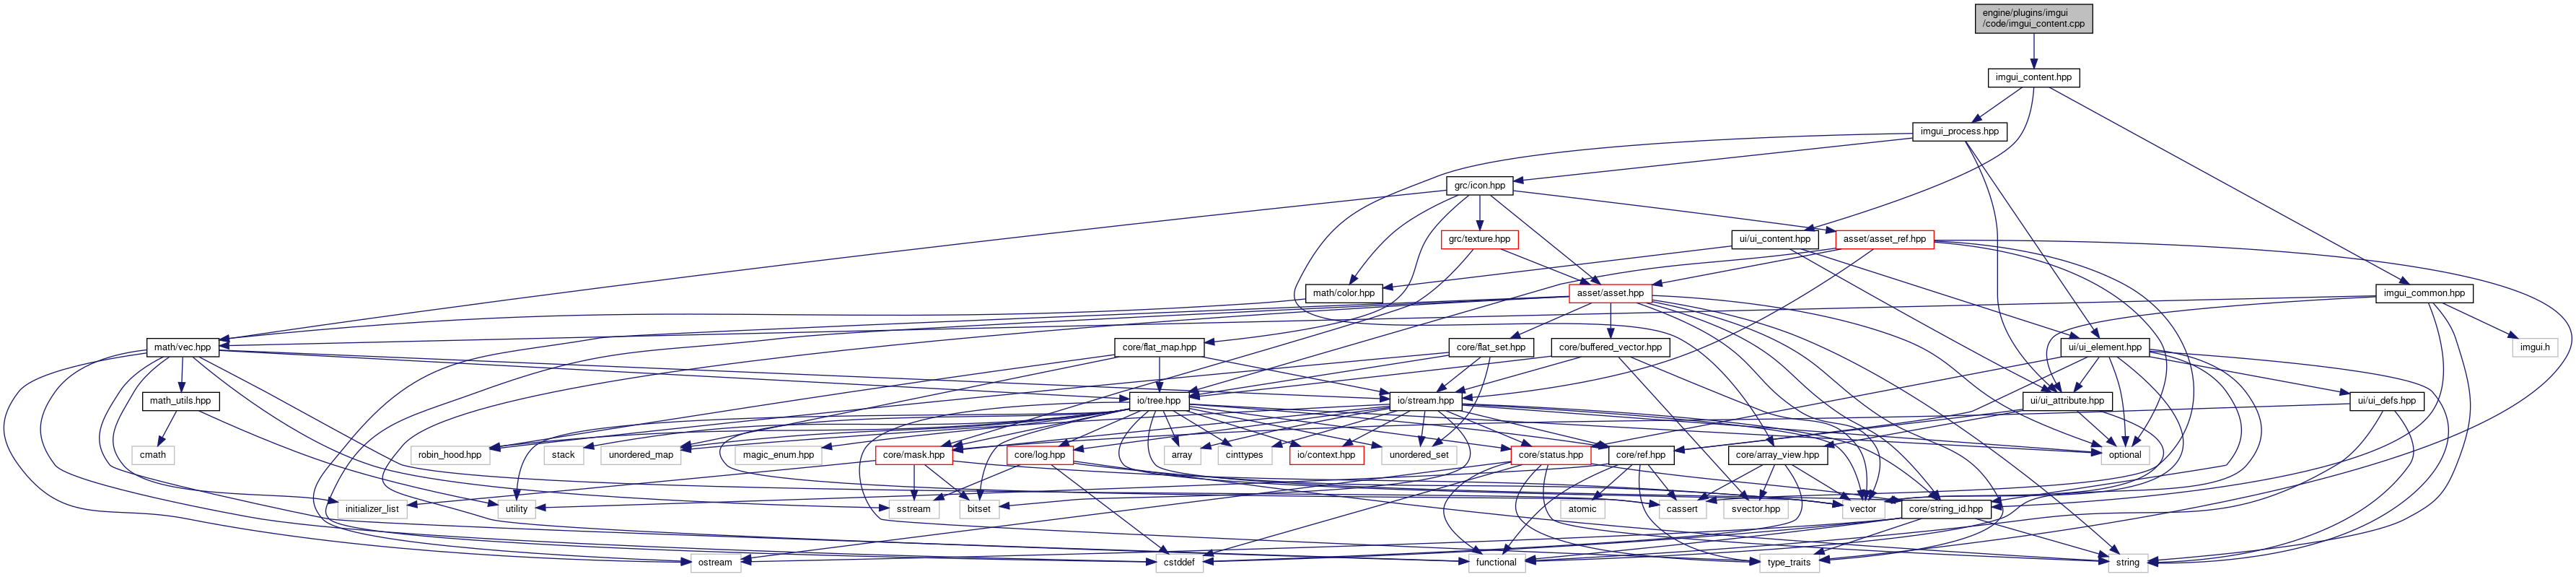 engine/plugins/imgui
/code/imgui_content.cpp
imgui_content.hpp
imgui_process.hpp
grc/icon.hpp
grc/texture.hpp
ui/ui_content.hpp
asset/asset_ref.hpp
math/color.hpp
asset/asset.hpp
imgui_common.hpp
math/vec.hpp
core/flat_map.hpp
core/flat_set.hpp
core/buffered_vector.hpp
ui/ui_element.hpp
imgui.h
math_utils.hpp
io/tree.hpp
io/stream.hpp
ui/ui_attribute.hpp
ui/ui_defs.hpp
cmath
robin_hood.hpp
stack
unordered_map
magic_enum.hpp
core/mask.hpp
core/log.hpp
array
cinttypes
io/context.hpp
unordered_set
core/status.hpp
core/ref.hpp
core/array_view.hpp
optional
initializer_list
utility
sstream
bitset
atomic
cassert
svector.hpp
vector
core/string_id.hpp
ostream
cstddef
functional
type_traits
string